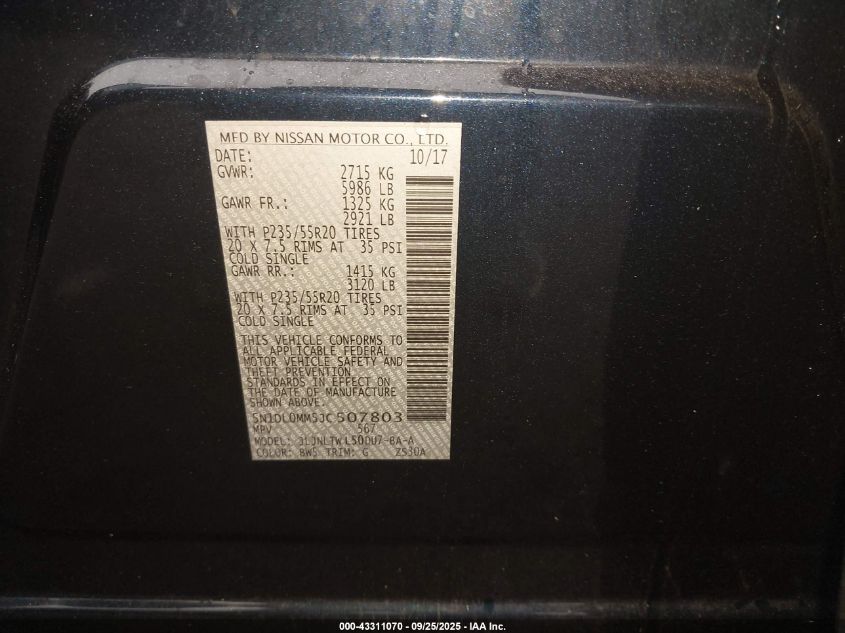 MFD BY NISSAN MOTOR CO., LTD.
DATE: 10/17
GVWR: 2715 KG
5986 LB
GAWR FR.: 1325 KG
2921 LB
WITH P235/55R20 TIRES
20 X 7.5 RIMS AT 35 PSI
COLD SINGLE
GAWR RR.: 1415 KG
3120 LB
WITH P235/55R20 TIRES
20 X 7.5 RIMS AT 35 PSI
COLD SINGLE
THIS VEHICLE CONFORMS TO
ALL APPLICABLE FEDERAL
MOTOR VEHICLE SAFETY AND
THEFT PREVENTION
STANDARDS IN EFFECT ON
THE DATE OF MANUFACTURE
SHOWN ABOVE.
5N1DL0MM5JC507803
MPV 567
MODEL: JLJNLTWL50DU7-BA-A
COLOR: BW5 TRIM: G Z530A
000-43311070 - 09/25/2025 - IAA Inc.